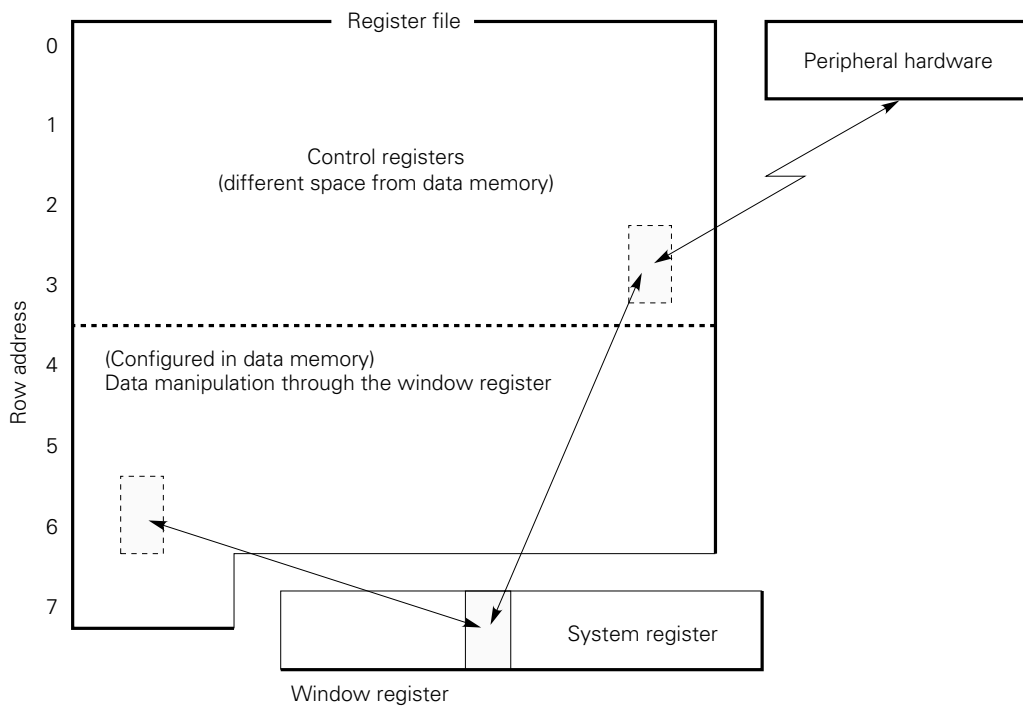 Register file
Peripheral hardware
Row address
0
1
2
3
4
5
6
7
Control registers
(different space from data memory)
(Configured in data memory)
Data manipulation through the window register
System register
Window register